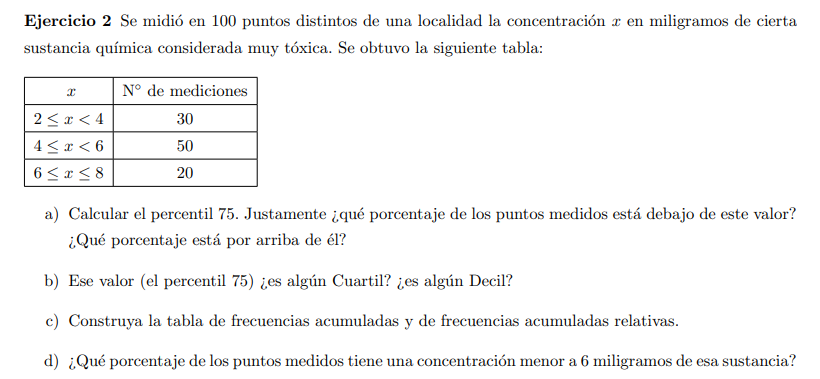 Ejercicio 2 Se midió en 100 puntos distintos de una localidad la concentración x en miligramos de cierta
sustancia química considerada muy tóxica. Se obtuvo la siguiente tabla:
x N° de mediciones
2 ≤ x < 4 30
4 ≤ x < 6 50
6 ≤ x ≤ 8 20
a) Calcular el percentil 75. Justamente ¿qué porcentaje de los puntos medidos está debajo de este valor?
¿Qué porcentaje está por arriba de él?
b) Ese valor (el percentil 75) ¿es algún Cuartil? ¿es algún Decil?
c) Construya la tabla de frecuencias acumuladas y de frecuencias acumuladas relativas.
d) ¿Qué porcentaje de los puntos medidos tiene una concentración menor a 6 miligramos de esa sustancia?